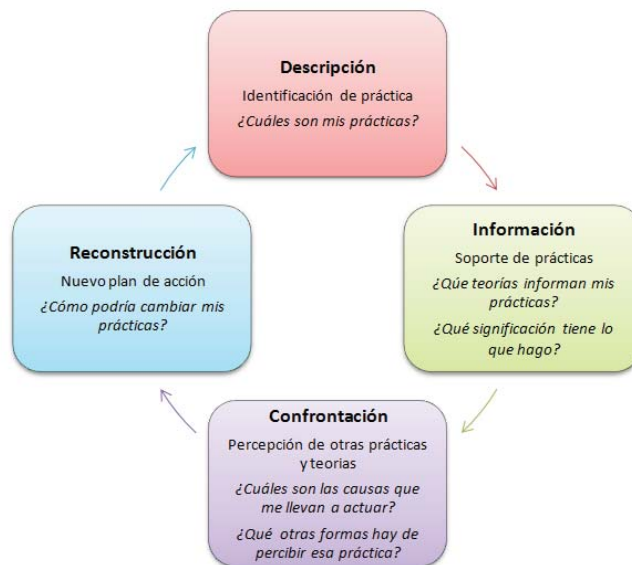 Descripción
Identificación de práctica
¿Cuáles son mis prácticas?
Información
Soporte de prácticas
¿Qúe teorías informan mis
prácticas?
¿Qué significación tiene lo
que hago?
Confrontación
Percepción de otras prácticas
y teorias
¿Cuáles son las causas que
me llevan a actuar?
¿Qué otras formas hay de
percibir esa práctica?
Reconstrucción
Nuevo plan de acción
¿Cómo podría cambiar mis
prácticas?